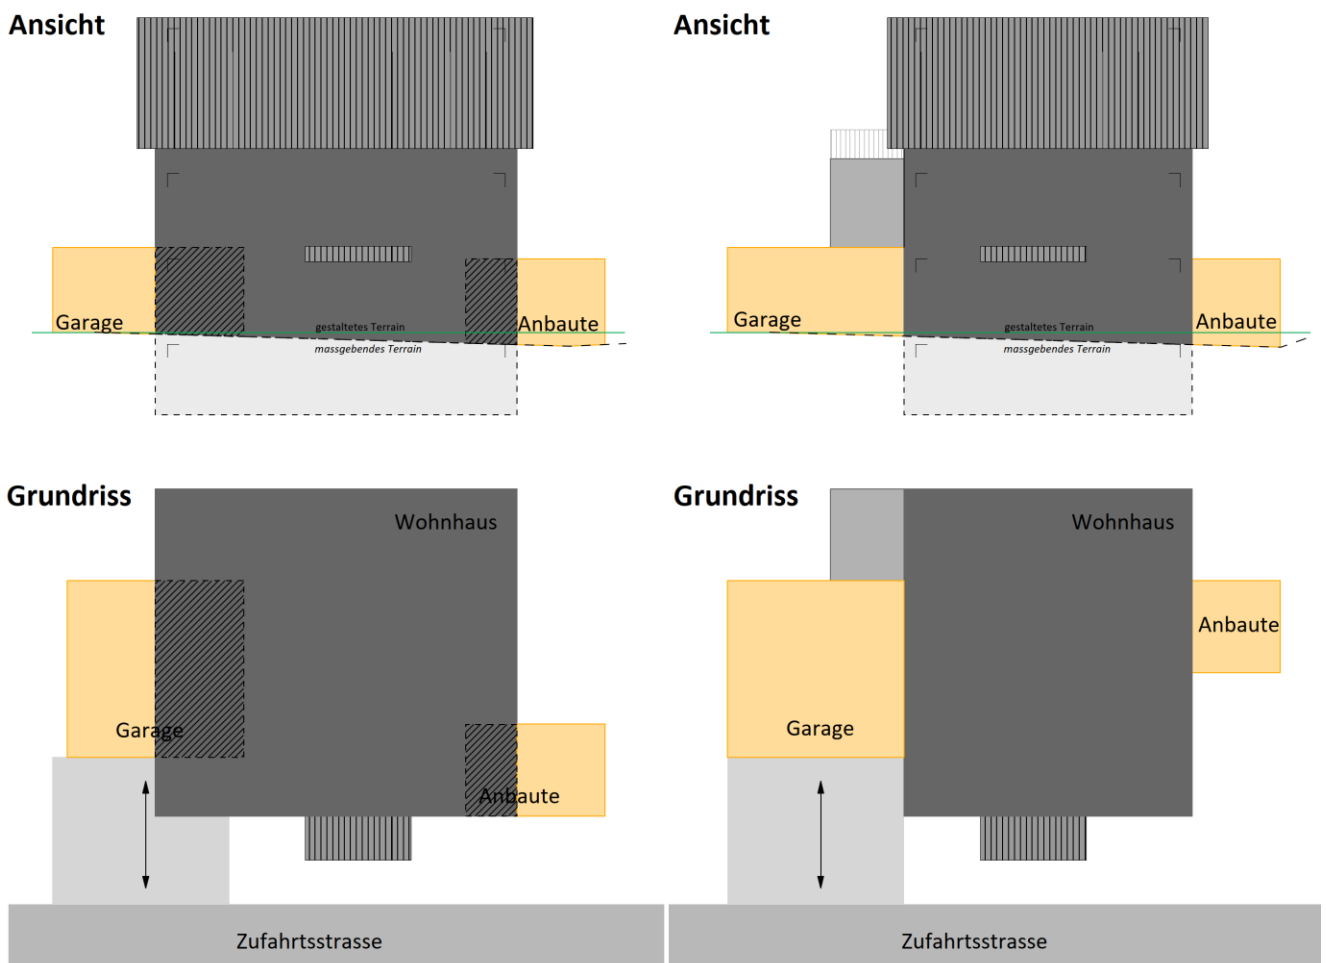 Ansicht
Ansicht
Garage
gestaltetes Terrain
Anbaute
massgebendes Terrain
Garage
gestaltetes Terrain
Anbaute
massgebendes Terrain
Grundriss
Wohnhaus
Garage
Anbaute
Zufahrtsstrasse
Grundriss
Wohnhaus
Anbaute
Garage
Zufahrtsstrasse